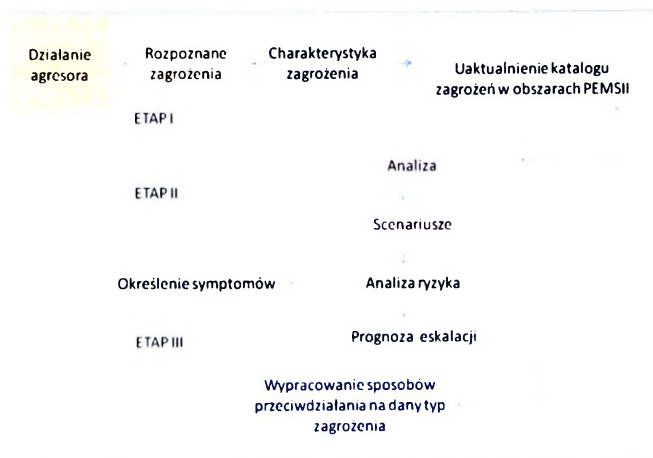 Działanie
agresora
Rozpoznane
zagrożenia
Charakterystyka
zagrożenia
Uaktualnienie katalogu
zagrożeń w obszarach PEMSII
ETAP I
Analiza
ETAP II
Scenariusze
Określenie symptomów
Analiza ryzyka
ETAP III
Prognoza eskalacji
Wypracowanie sposobów
przeciwdziałania na dany typ
zagrożenia